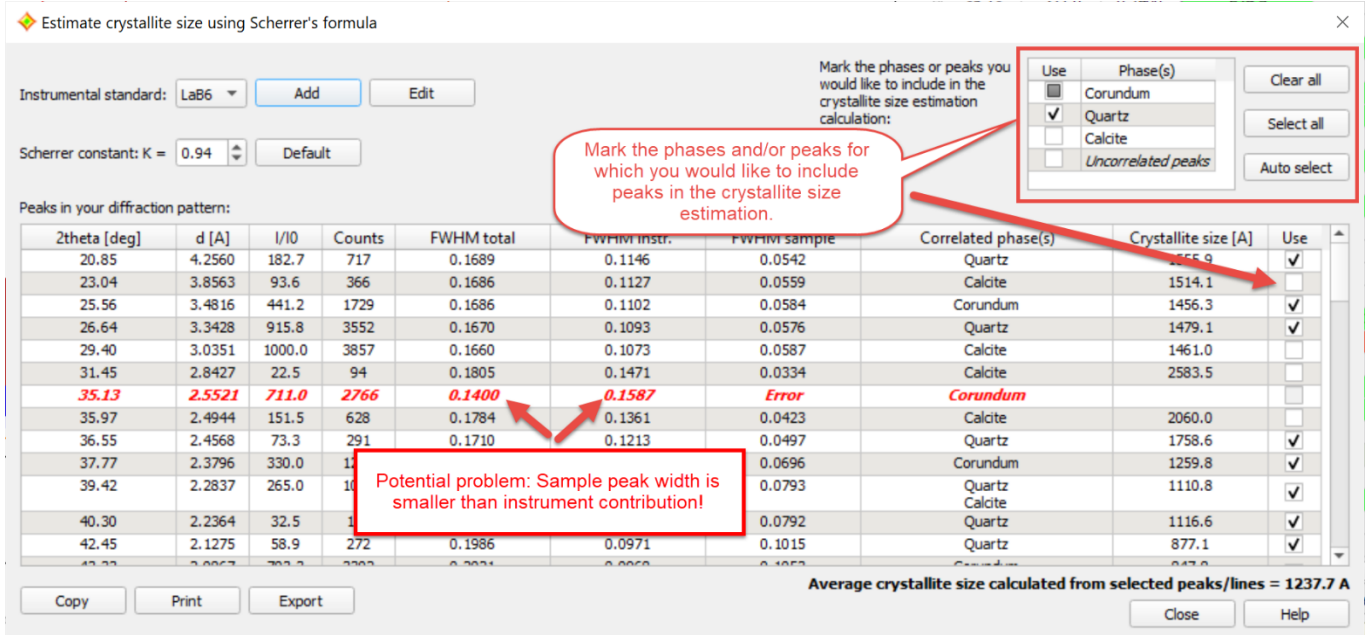 Estimate crystallite size using Scherrer's formula
Instrumental standard: LaB6 Add Edit
Scherrer constant: K = 0.94 Default
Mark the phases or peaks you
would like to include in the
crystallite size estimation
calculation:
Use Phase(s)
Corundum
Quartz
Calcite
Uncorrelated peaks
Clear all
Select all
Auto select
Mark the phases and/or peaks for
which you would like to include
peaks in the crystallite size
estimation.
Peaks in your diffraction pattern:
2theta [deg] d [A] I/I0 Counts FWHM total FWHM instr. FWHM sample Correlated phase(s) Crystallite size [A] Use
20.85 4.2560 182.7 717 0.1689 0.1146 0.0542 Quartz 1555.9
23.04 3.8563 93.6 366 0.1686 0.1127 0.0559 Calcite 1514.1
25.56 3.4816 441.2 1729 0.1686 0.1102 0.0584 Corundum 1456.3
26.64 3.3428 915.8 3552 0.1670 0.1093 0.0576 Quartz 1479.1
29.40 3.0351 1000.0 3857 0.1660 0.1073 0.0587 Calcite 1461.0
31.45 2.8427 22.5 94 0.1805 0.1471 0.0334 Calcite 2583.5
35.13 2.5521 711.0 2766 0.1400 0.1587 Error Corundum
35.97 2.4944 151.5 628 0.1784 0.1361 0.0423 Calcite 2060.0
36.55 2.4568 73.3 291 0.1710 0.1213 0.0497 Quartz 1758.6
37.77 2.3796 330.0 0.0696 Corundum 1259.8
39.42 2.2837 265.0 0.0793 Quartz 1110.8
Calcite
40.30 2.2364 32.5 0.0792 Quartz 1116.6
42.45 2.1275 58.9 272 0.1986 0.0971 0.1015 Quartz 877.1
Potential problem: Sample peak width is
smaller than instrument contribution!
Average crystallite size calculated from selected peaks/lines = 1237.7 A
Copy Print Export
Close Help